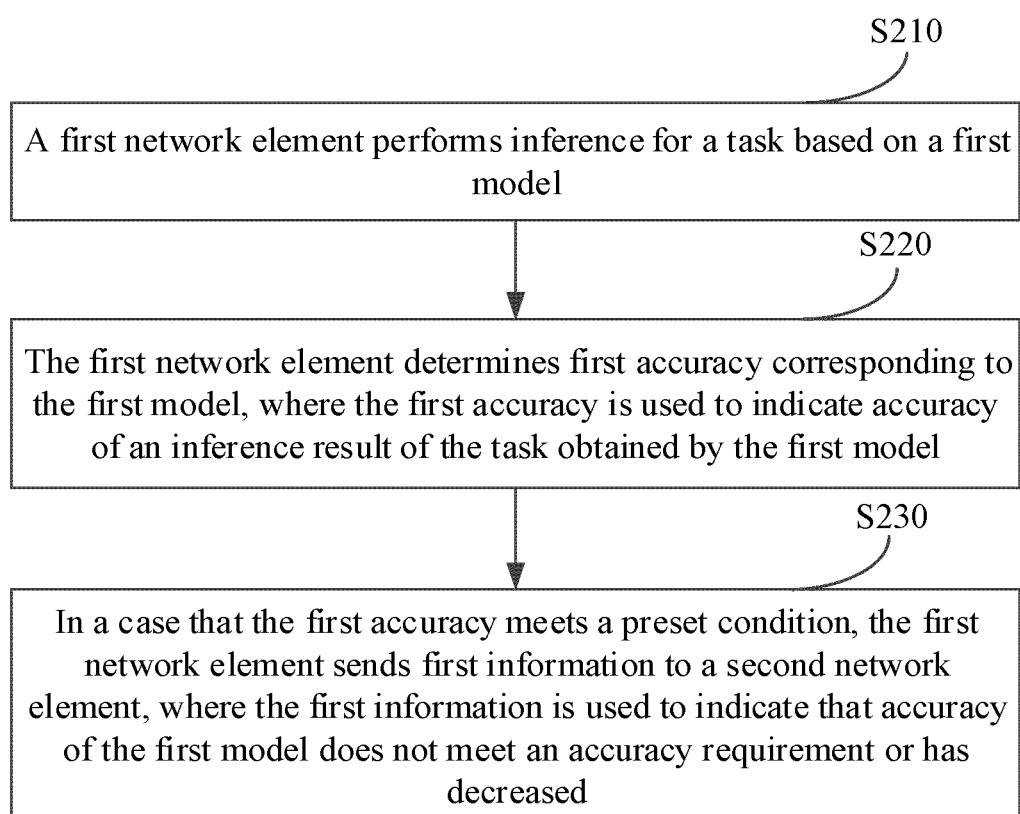 S210
A first network element performs inference for a task based on a first
model
S220
The first network element determines first accuracy corresponding to
the first model, where the first accuracy is used to indicate accuracy
of an inference result of the task obtained by the first model
S230
In a case that the first accuracy meets a preset condition, the first
network element sends first information to a second network
element, where the first information is used to indicate that accuracy
of the first model does not meet an accuracy requirement or has
decreased